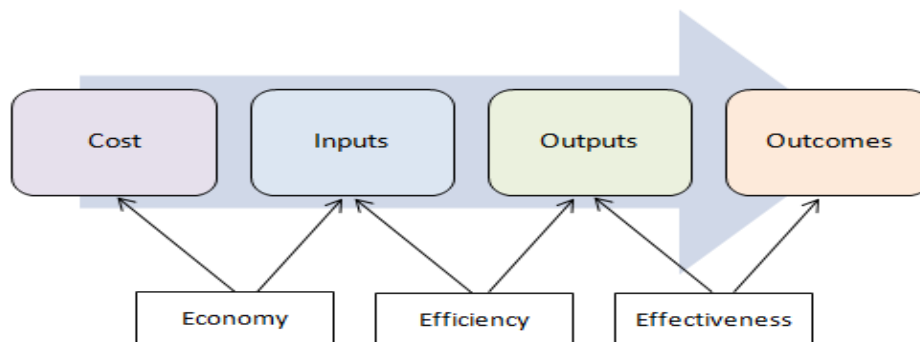 Cost
Inputs
Outputs
Outcomes
Economy
Efficiency
Effectiveness